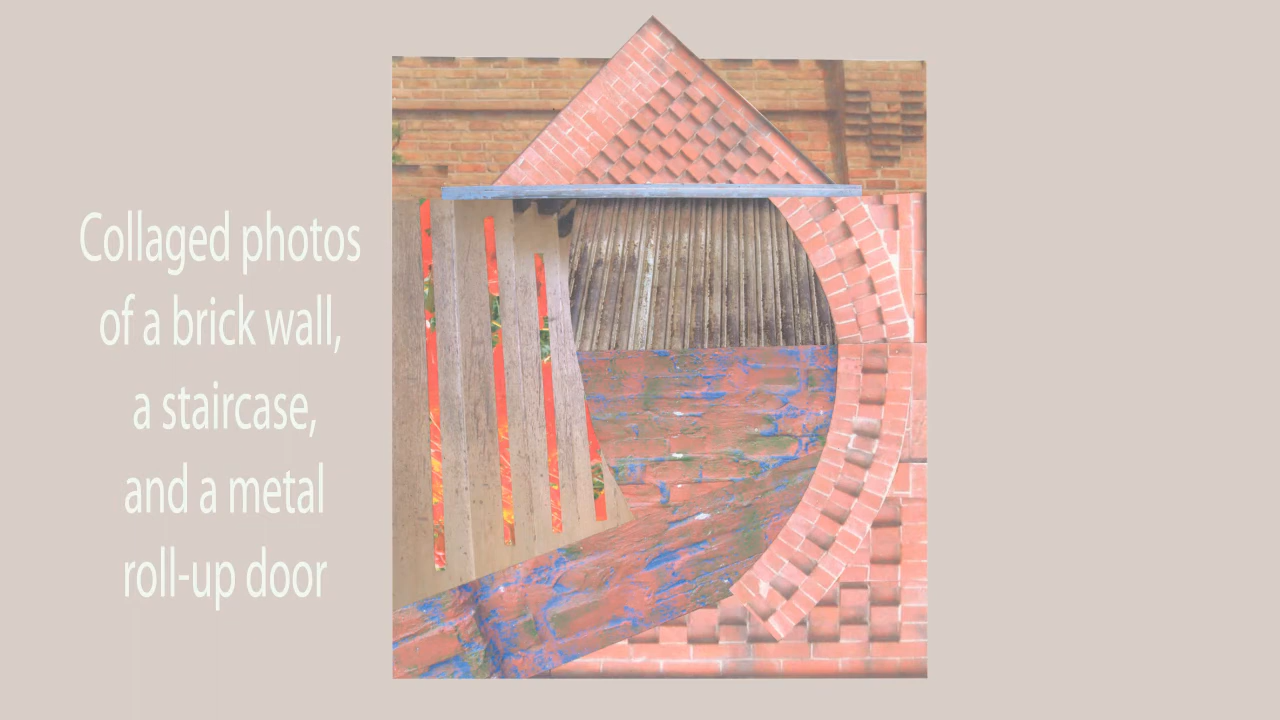 Collaged photos
of a brick wall,
a staircase,
and a metal
roll-up door